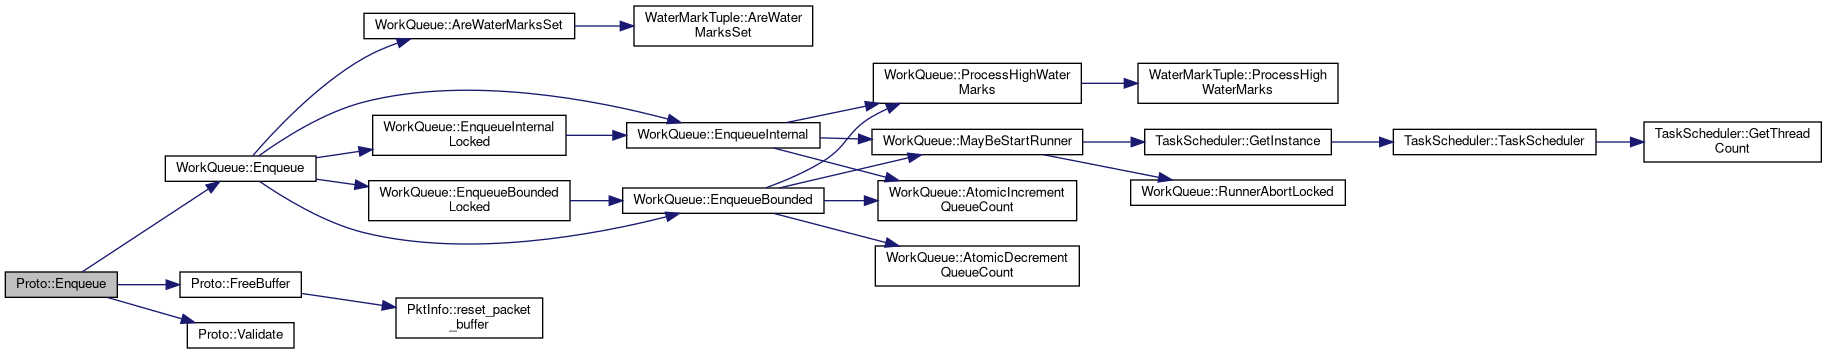 Proto::Enqueue
WorkQueue::Enqueue
WorkQueue::AreWaterMarksSet
WaterMarkTuple::AreWater
MarksSet
WorkQueue::EnqueueInternal
Locked
WorkQueue::EnqueueInternal
WorkQueue::EnqueueBounded
Locked
WorkQueue::EnqueueBounded
WorkQueue::ProcessHighWater
Marks
WaterMarkTuple::ProcessHigh
WaterMarks
WorkQueue::MayBeStartRunner
TaskScheduler::GetInstance
TaskScheduler::TaskScheduler
TaskScheduler::GetThread
Count
WorkQueue::RunnerAbortLocked
WorkQueue::AtomicIncrement
QueueCount
WorkQueue::AtomicDecrement
QueueCount
Proto::FreeBuffer
PktInfo::reset_packet
_buffer
Proto::Validate